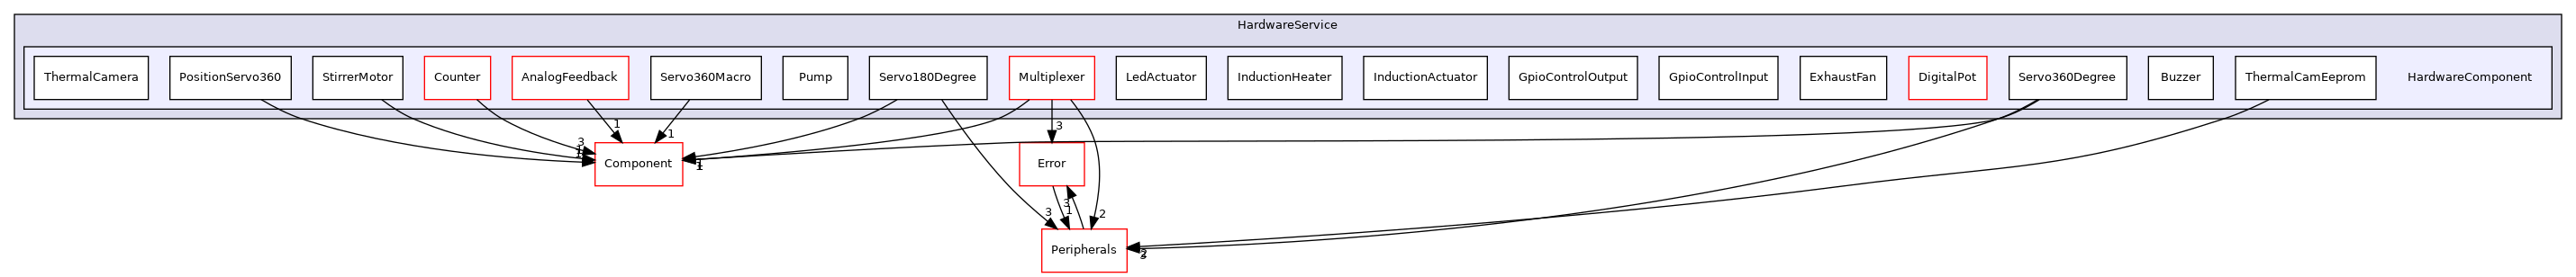 HardwareService
ThermalCamera PositionServo360 StirrerMotor Counter AnalogFeedback Servo360Macro Pump Servo180Degree Multiplexer LedActuator InductionHeater InductionActuator GpioControlOutput GpioControlInput ExhaustFan DigitalPot Servo360Degree Buzzer ThermalCamEeprom HardwareComponent
1 3 1
3
Component Error
3 1 3 2
Peripherals